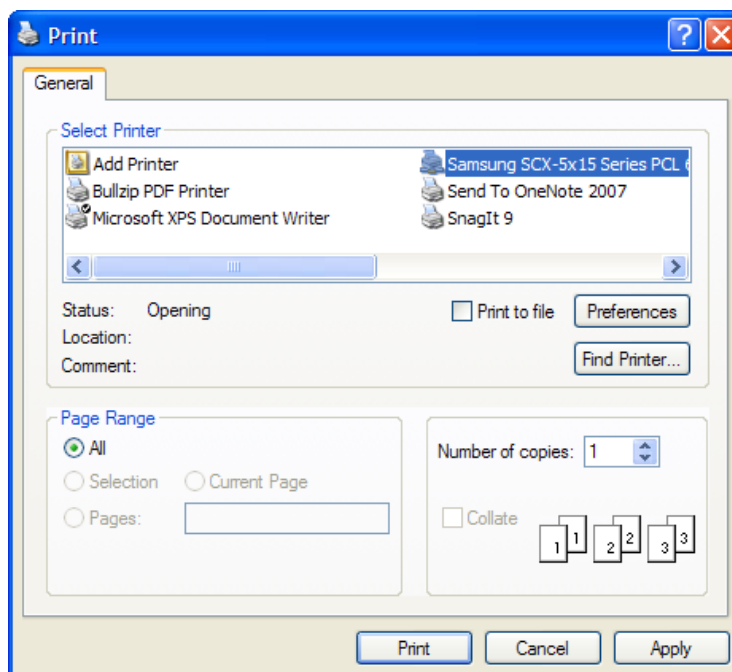 Print
General
Select Printer
Add Printer
Samsung SCX-5x15 Series PCL 6
Bullzip PDF Printer
Send To OneNote 2007
Microsoft XPS Document Writer
SnagIt 9
Status: Opening
Print to file
Preferences
Location:
Find Printer...
Comment:
Page Range
All
Number of copies: 1
Selection
Current Page
Pages:
Collate
1 1 2 2 3 3
Print
Cancel
Apply